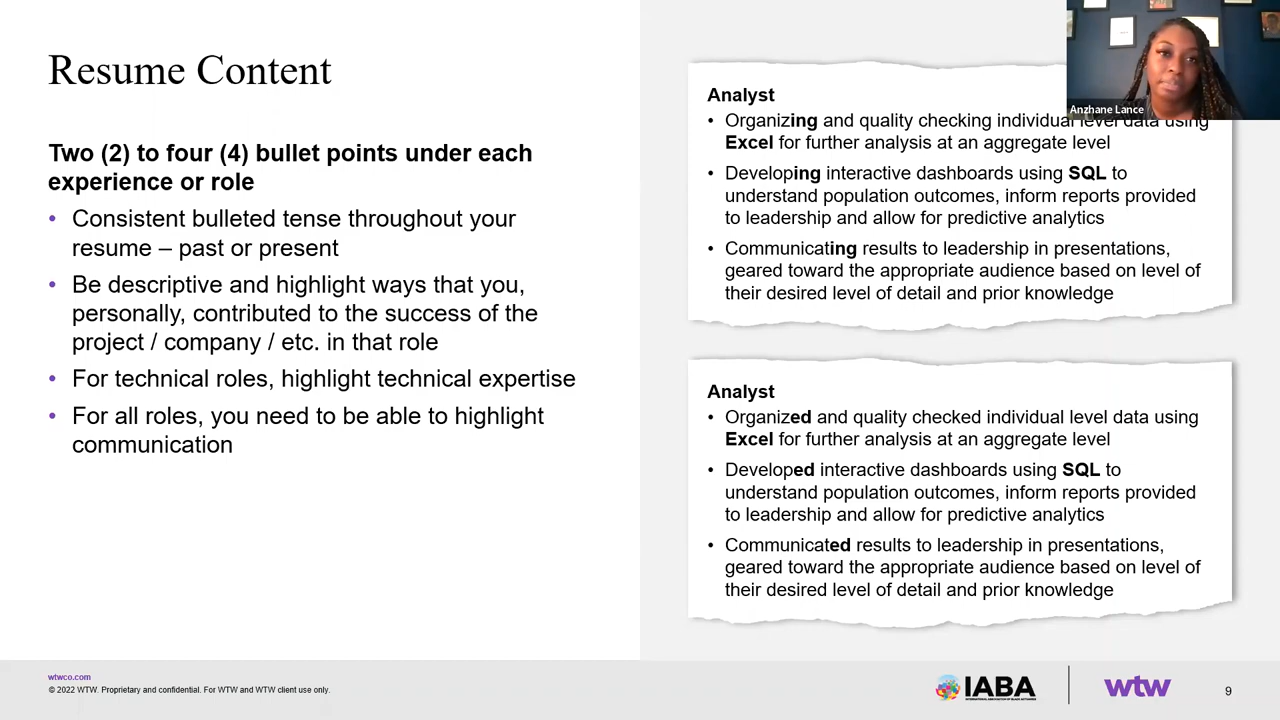 Resume Content
Two (2) to four (4) bullet points under each
experience or role
• Consistent bulleted tense throughout your
resume – past or present
• Be descriptive and highlight ways that you,
personally, contributed to the success of the
project / company / etc. in that role
• For technical roles, highlight technical expertise
• For all roles, you need to be able to highlight
communication
Analyst
• Organizing and quality checking individual level data using
Excel for further analysis at an aggregate level
• Developing interactive dashboards using SQL to
understand population outcomes, inform reports provided
to leadership and allow for predictive analytics
• Communicating results to leadership in presentations,
geared toward the appropriate audience based on level of
their desired level of detail and prior knowledge
Analyst
• Organized and quality checked individual level data using
Excel for further analysis at an aggregate level
• Developed interactive dashboards using SQL to
understand population outcomes, inform reports provided
to leadership and allow for predictive analytics
• Communicated results to leadership in presentations,
geared toward the appropriate audience based on level of
their desired level of detail and prior knowledge
Anzhane Lance
wtwco.com
© 2022 WTW. Proprietary and confidential. For WTW and WTW client use only.
IABA
INTERNATIONAL ASSOCIATION OF BLACK ACTUARIES
wtw
9